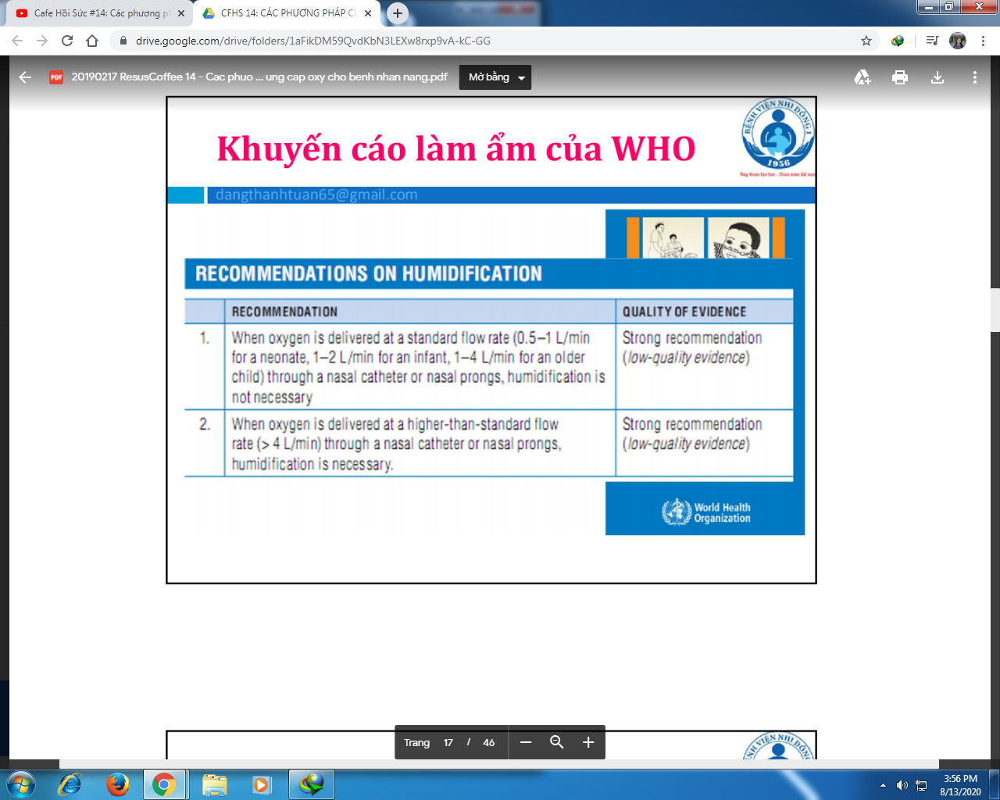 Cafe Hồi Sức #14: Các phương ph
CFHS 14: CÁC PHƯƠNG PHÁP CU
drive.google.com/drive/folders/1aFikDM59QvdKbN3LEXw8rxp9vA-kC-GG
PDF 20190217 ResusCoffee 14 - Cac phuo ... ung cap oxy cho benh nhan nang.pdf
Mở bằng
BỆNH VIỆN NHI ĐỒNG 1
1956
Khuyến cáo làm ẩm của WHO
dangthanhtuan65@gmail.com
RECOMMENDATIONS ON HUMIDIFICATION
RECOMMENDATION QUALITY OF EVIDENCE
1. When oxygen is delivered at a standard flow rate (0.5–1 L/min Strong recommendation
for a neonate, 1–2 L/min for an infant, 1–4 L/min for an older (low-quality evidence)
child) through a nasal catheter or nasal prongs, humidification is
not necessary
2. When oxygen is delivered at a higher-than-standard flow Strong recommendation
rate (> 4 L/min) through a nasal catheter or nasal prongs, (low-quality evidence)
humidification is necessary.
World Health
Organization
Trang 17 / 46
VIỆN NHI
3:56 PM
8/13/2020